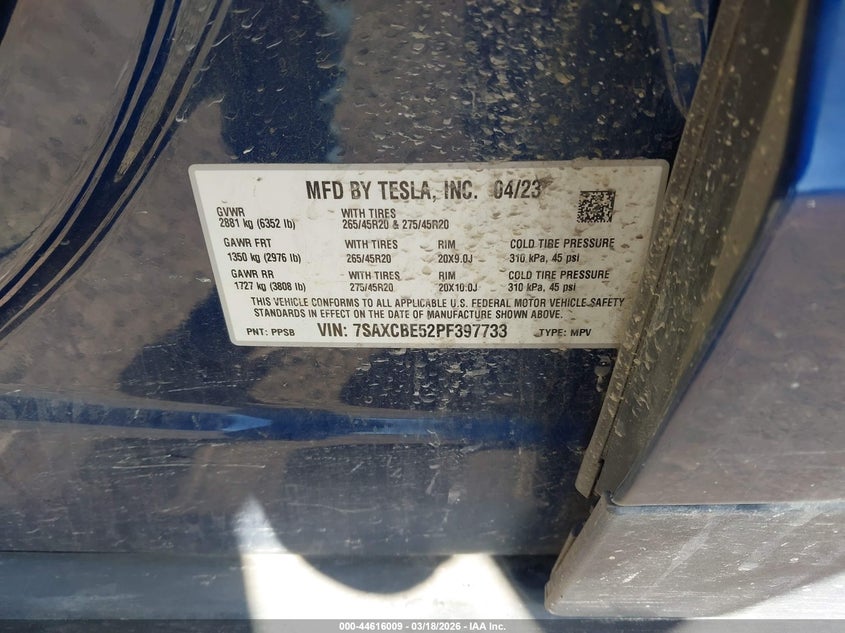 MFD BY TESLA, INC. 04/23
GVWR WITH TIRES
2881 kg (6352 lb) 265/45R20 & 275/45R20
GAWR FRT WITH TIRES RIM COLD TIRE PRESSURE
1350 kg (2976 lb) 265/45R20 20X9.0J 310 kPa, 45 psi
GAWR RR WITH TIRES RIM COLD TIRE PRESSURE
1727 kg (3808 lb) 275/45R20 20X10.0J 310 kPa, 45 psi
THIS VEHICLE CONFORMS TO ALL APPLICABLE U.S. FEDERAL MOTOR VEHICLE SAFETY
STANDARDS IN EFFECT ON THE DATE OF MANUFACTURE SHOWN ABOVE.
PNT: PPSB VIN: 7SAXCBE52PF397733 TYPE: MPV
000-44616009 - 03/18/2026 - IAA Inc.